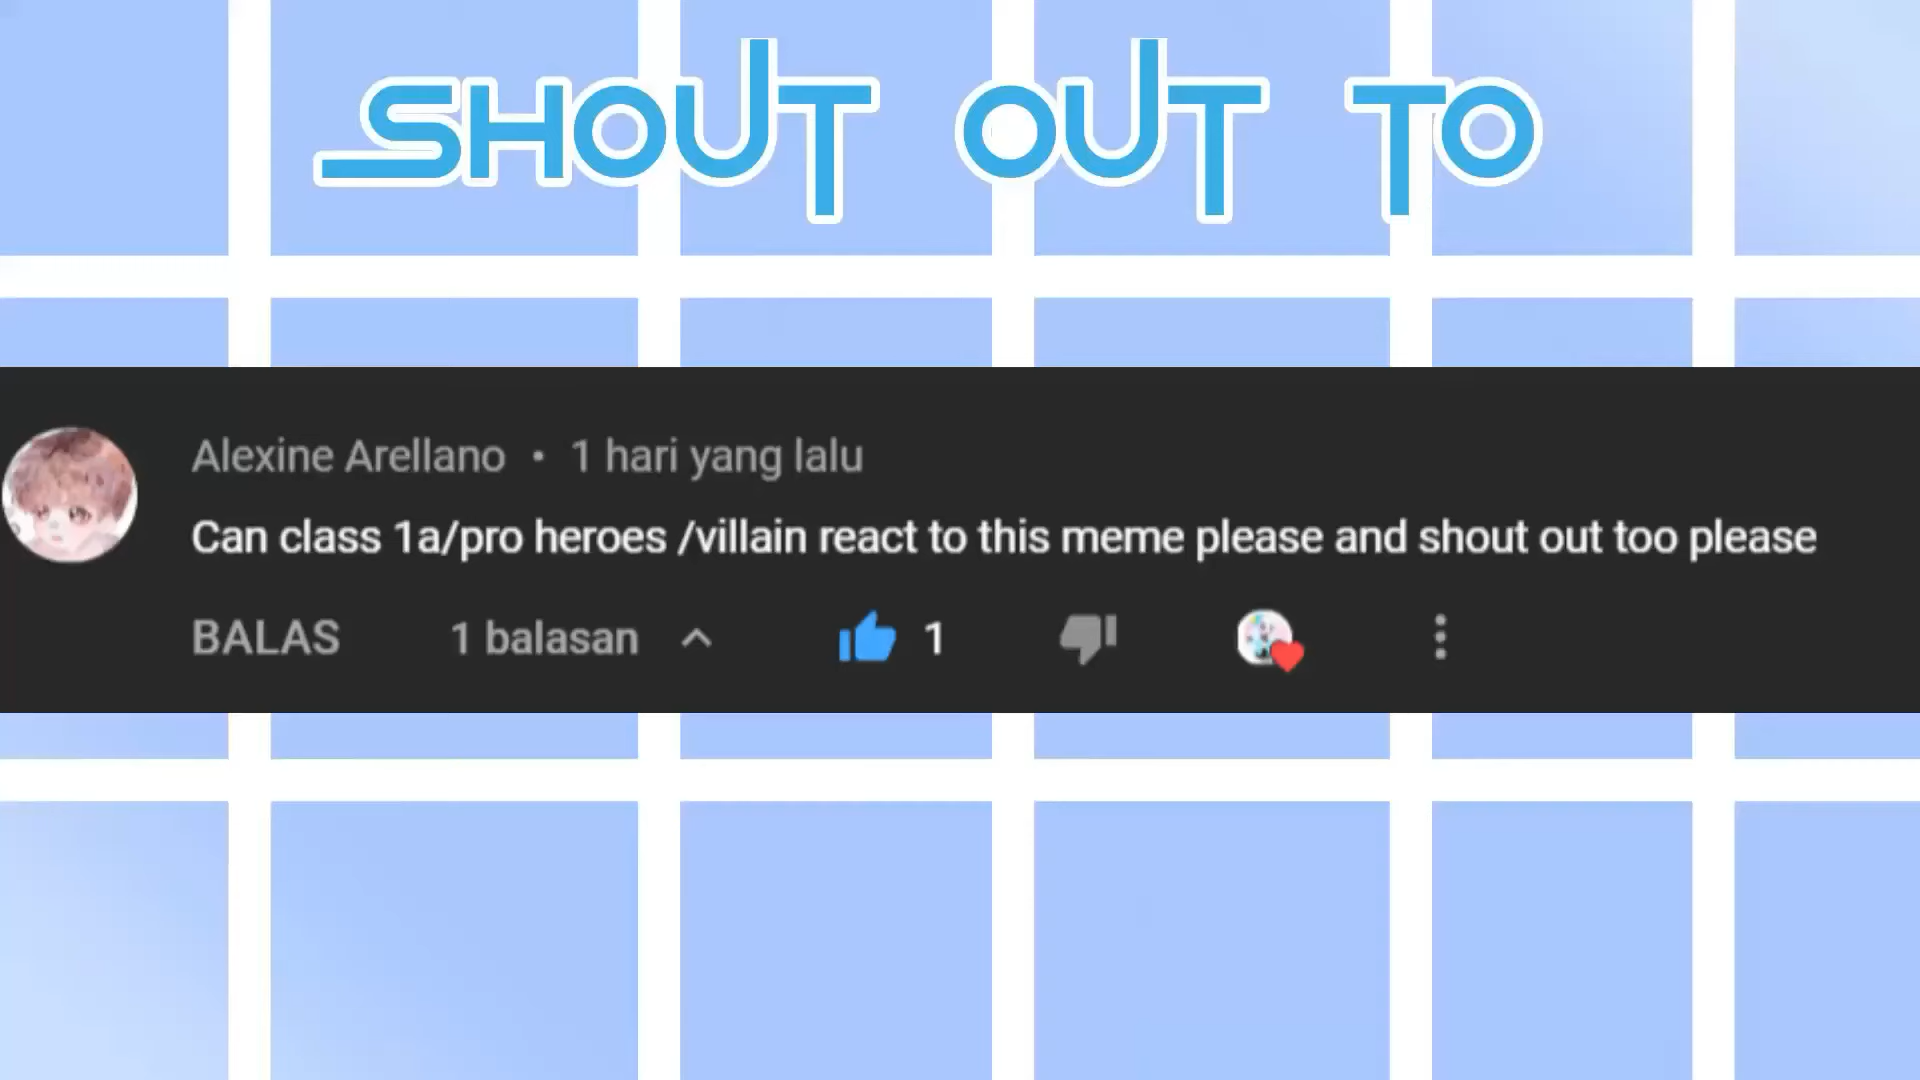 SHOUT OUT TO
Alexine Arellano • 1 hari yang lalu
Can class 1a/pro heroes /villain react to this meme please and shout out too please
BALAS 1 balasan 1